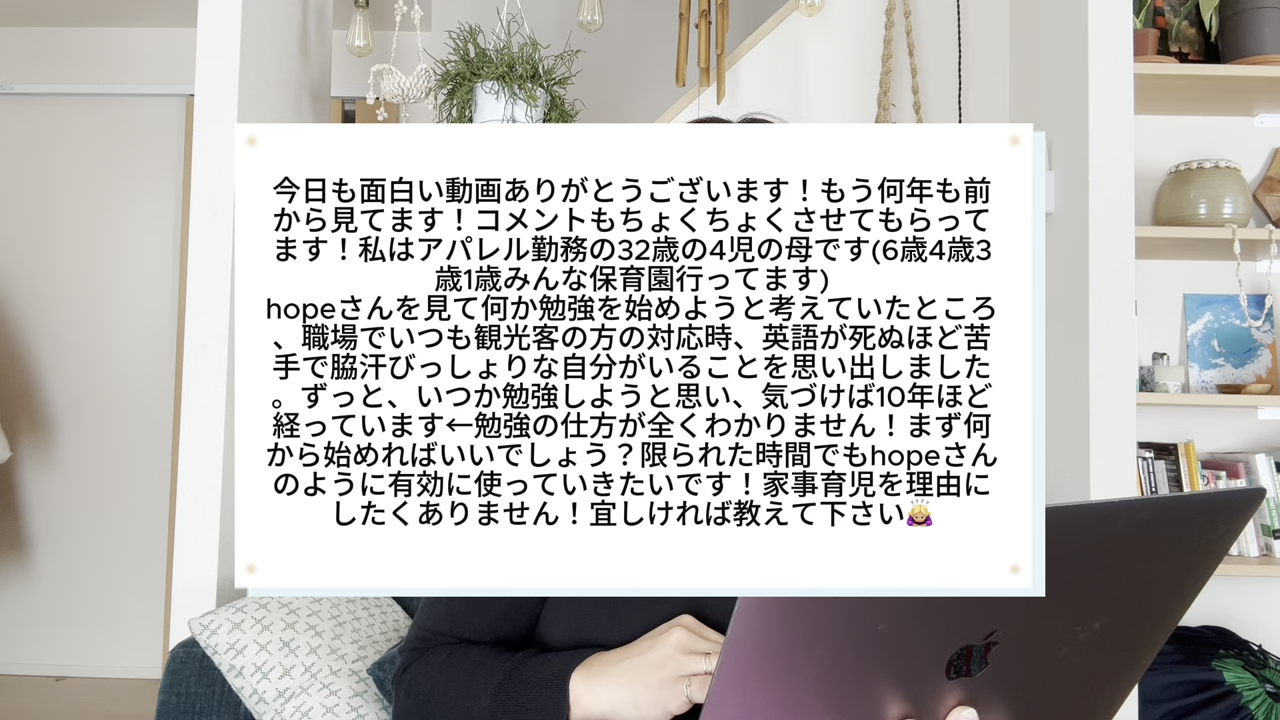 今日も面白い動画ありがとうございます！もう何年も前
から見てます！コメントもちょくちょくさせてもらって
ます！私はアパレル勤務の32歳の4児の母です(6歳4歳3
歳1歳みんな保育園行ってます)
hopeさんを見て何か勉強を始めようと考えていたところ
、職場でいつも観光客の方の対応時、英語が死ぬほど苦
手で脇汗びっしょりな自分がいることを思い出しました
。ずっと、いつか勉強しようと思い、気づけば10年ほど
経っています←勉強の仕方が全くわかりません！まず何
から始めればいいでしょう？限られた時間でもhopeさん
のように有効に使っていきたいです！家事育児を理由に
したくありません！宜しければ教えて下さい🙇🏼‍♀️